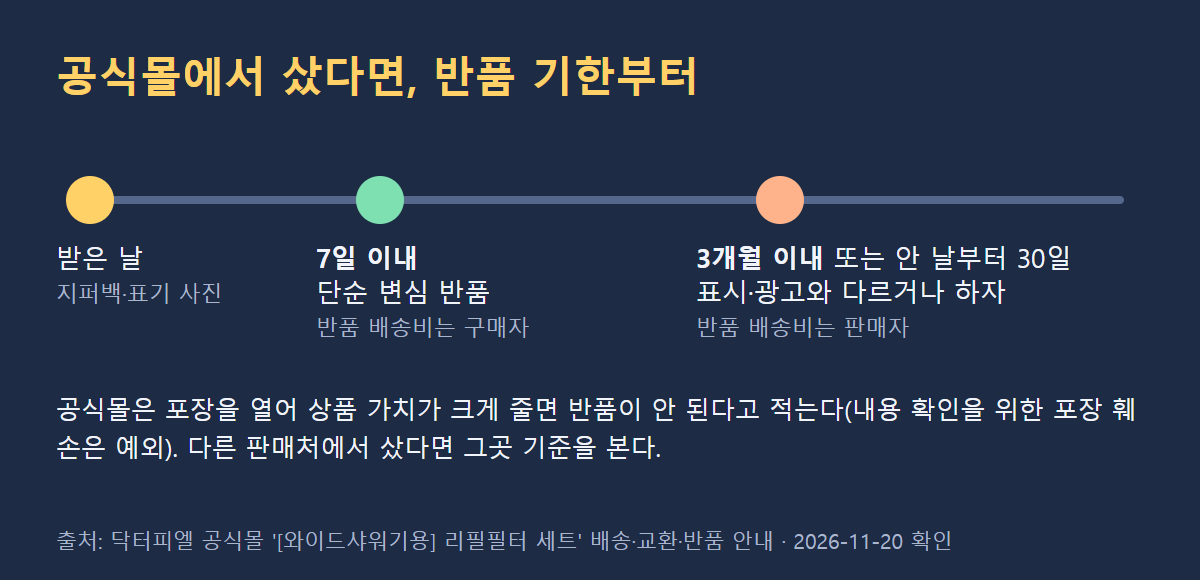 공식몰에서 샀다면, 반품 기한부터
받은 날
지퍼백·표기 사진
7일 이내
단순 변심 반품
반품 배송비는 구매자
3개월 이내 또는 안 날부터 30일
표시·광고와 다르거나 하자
반품 배송비는 판매자
공식몰은 포장을 열어 상품 가치가 크게 줄면 반품이 안 된다고 적는다(내용 확인을 위한 포장 훼
손은 예외). 다른 판매처에서 샀다면 그곳 기준을 본다.
출처: 닥터피엘 공식몰 '[와이드샤워기용] 리필필터 세트' 배송·교환·반품 안내 · 2026-11-20 확인